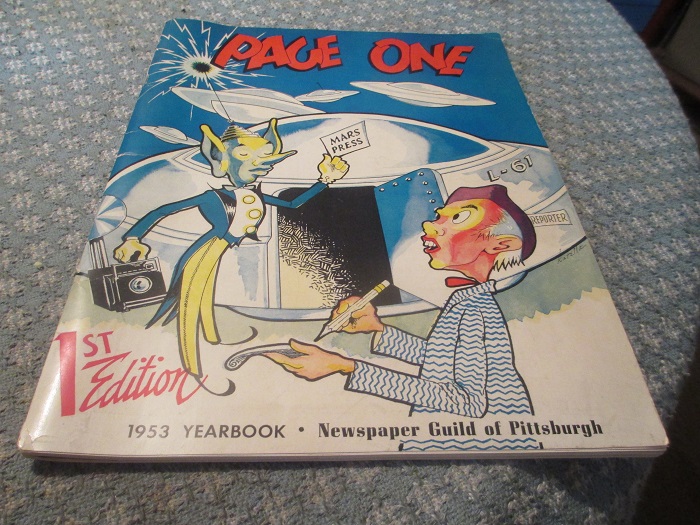 PAGE ONE
MARS
PRESS
L-61
REPORTER
1ST
Edition
1953 YEARBOOK • Newspaper Guild of Pittsburgh